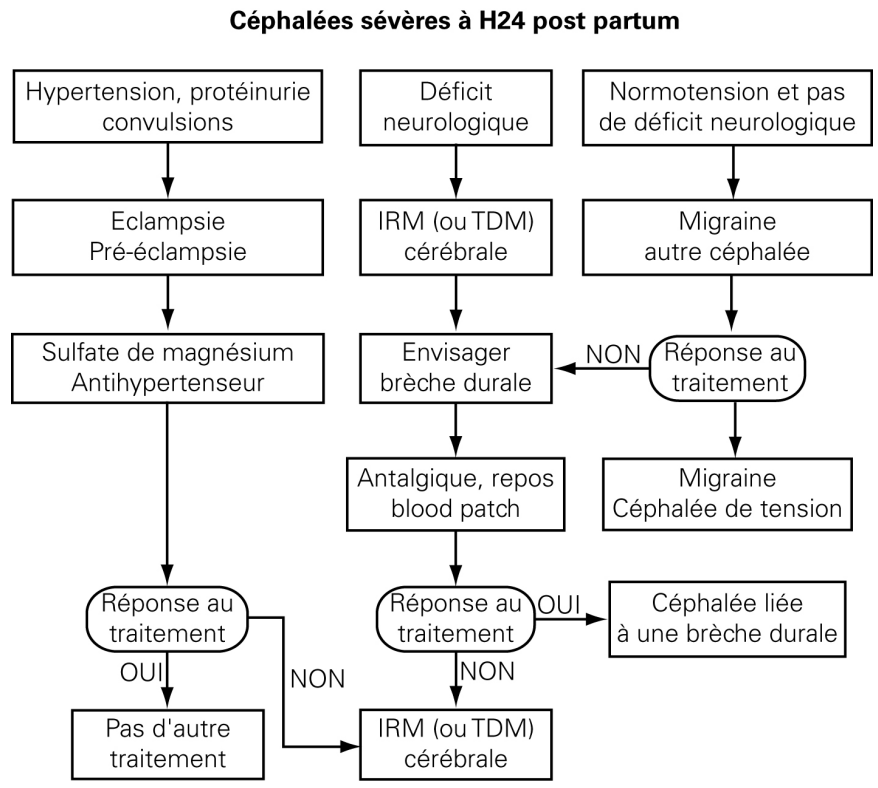 Céphalées sévères à H24 post partum
Hypertension, protéinurie
convulsions
Déficit
neurologique
Normotension et pas
de déficit neurologique
Eclampsie
Pré-éclampsie
IRM (ou TDM)
cérébrale
Migraine
autre céphalée
Sulfate de magnésium
Antihypertenseur
Envisager
brèche durale
NON
Réponse au
traitement
Antalgique, repos
blood patch
Migraine
Céphalée de tension
Réponse au
traitement
Réponse au
traitement
OUI
Céphalée liée
à une brèche durale
OUI
NON
NON
Pas d'autre
traitement
IRM (ou TDM)
cérébrale